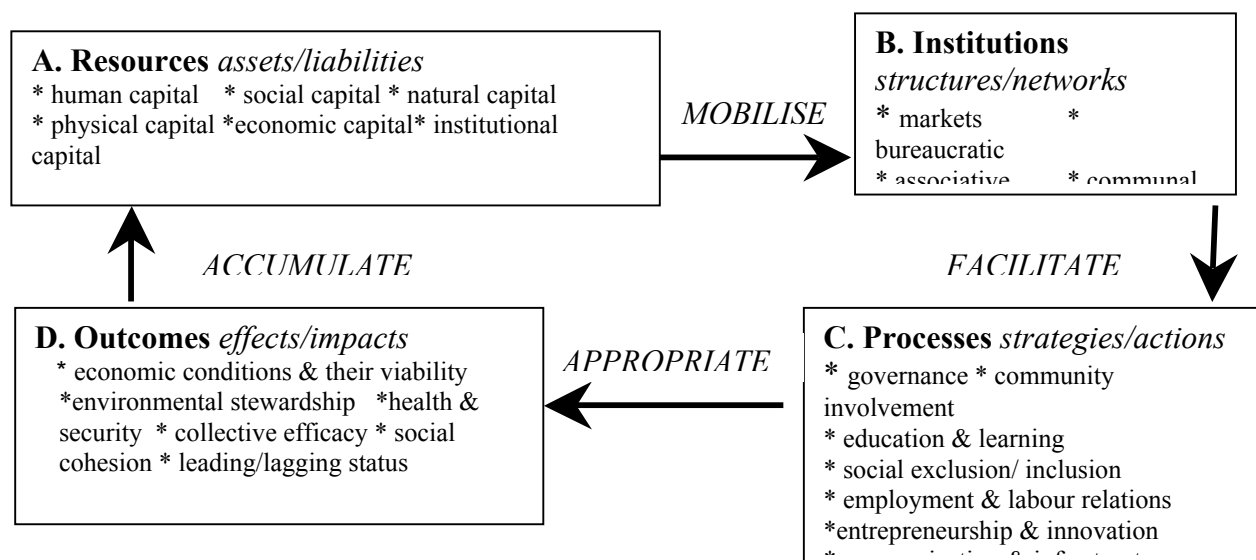 A. Resources assets/liabilities
* human capital * social capital * natural capital
* physical capital *economic capital* institutional
capital
MOBILISE
B. Institutions
structures/networks
* markets *
bureaucratic
* associative * communal
ACCUMULATE
FACILITATE
D. Outcomes effects/impacts
* economic conditions & their viability
*environmental stewardship *health &
security * collective efficacy * social
cohesion * leading/lagging status
APPROPRIATE
C. Processes strategies/actions
* governance * community
involvement
* education & learning
* social exclusion/ inclusion
* employment & labour relations
*entrepreneurship & innovation